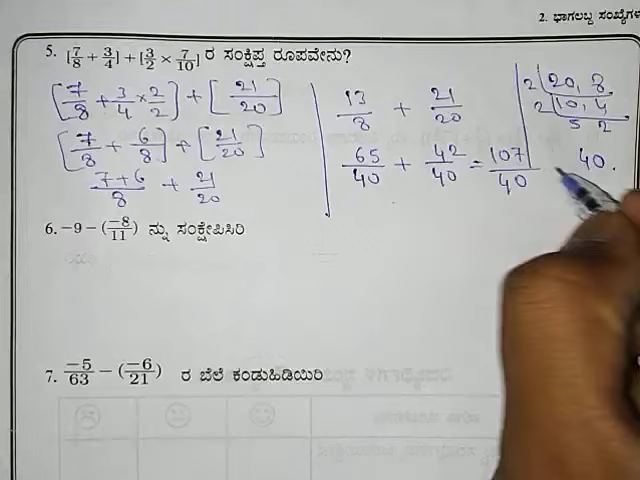 2. ಭಾಗಲಬ್ಧ ಸಂಖ್ಯೆಗಳ
5. [7/8 + 3/4] + [3/2 × 7/10] ರ ಸಂಕ್ಷಿಪ್ತ ರೂಪವೇನು?
[7/8 + 3/4 × 2/2] + [21/20]
[7/8 + 6/8] + [21/20]
7+6/8 + 21/20
13/8 + 21/20
65/40 + 42/40 = 107/40
2 20, 8
2 10, 4
5 2
40.
6. −9 − (−8/11) ನ್ನು ಸಂಕ್ಷೇಪಿಸಿರಿ
7. −5/63 − (−6/21) ರ ಬೆಲೆ ಕಂಡುಹಿಡಿಯಿರಿ